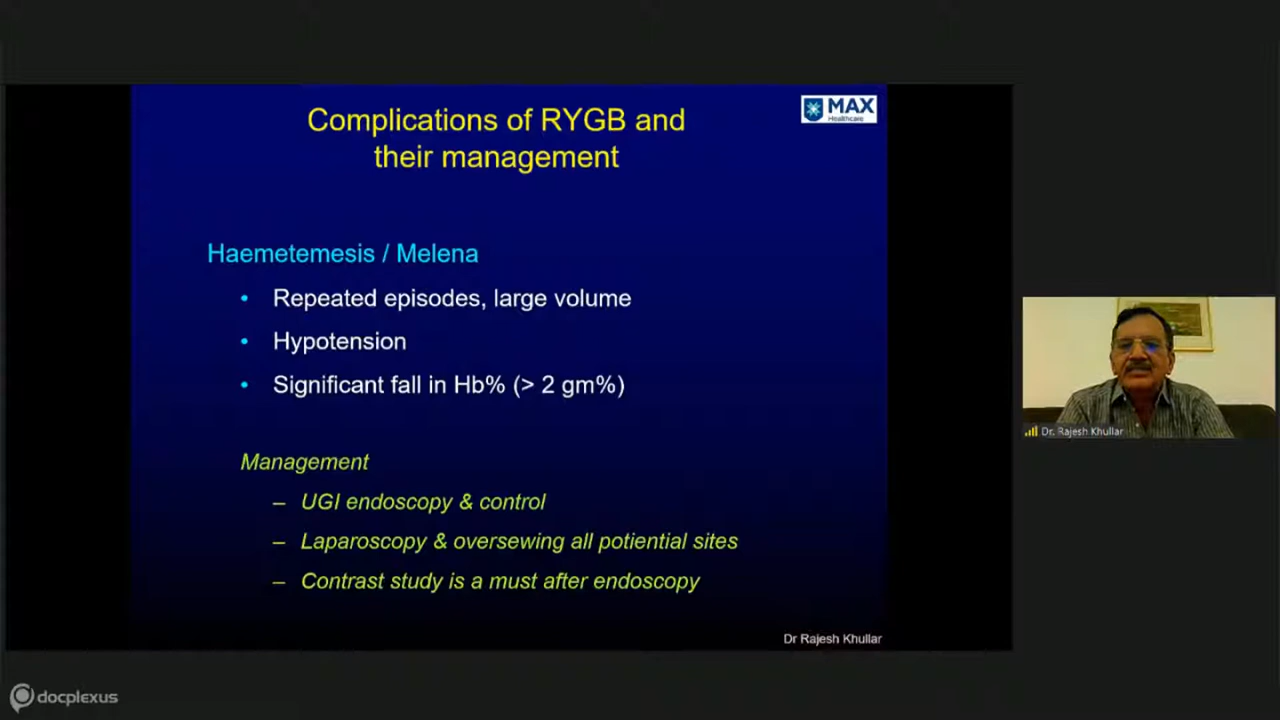 Complications of RYGB and
their management
MAX
Healthcare
Haemetemesis / Melena
• Repeated episodes, large volume
• Hypotension
• Significant fall in Hb% (> 2 gm%)
Management
– UGI endoscopy & control
– Laparoscopy & oversewing all potiential sites
– Contrast study is a must after endoscopy
Dr Rajesh Khullar
Dr. Rajesh Khullar
docplexus